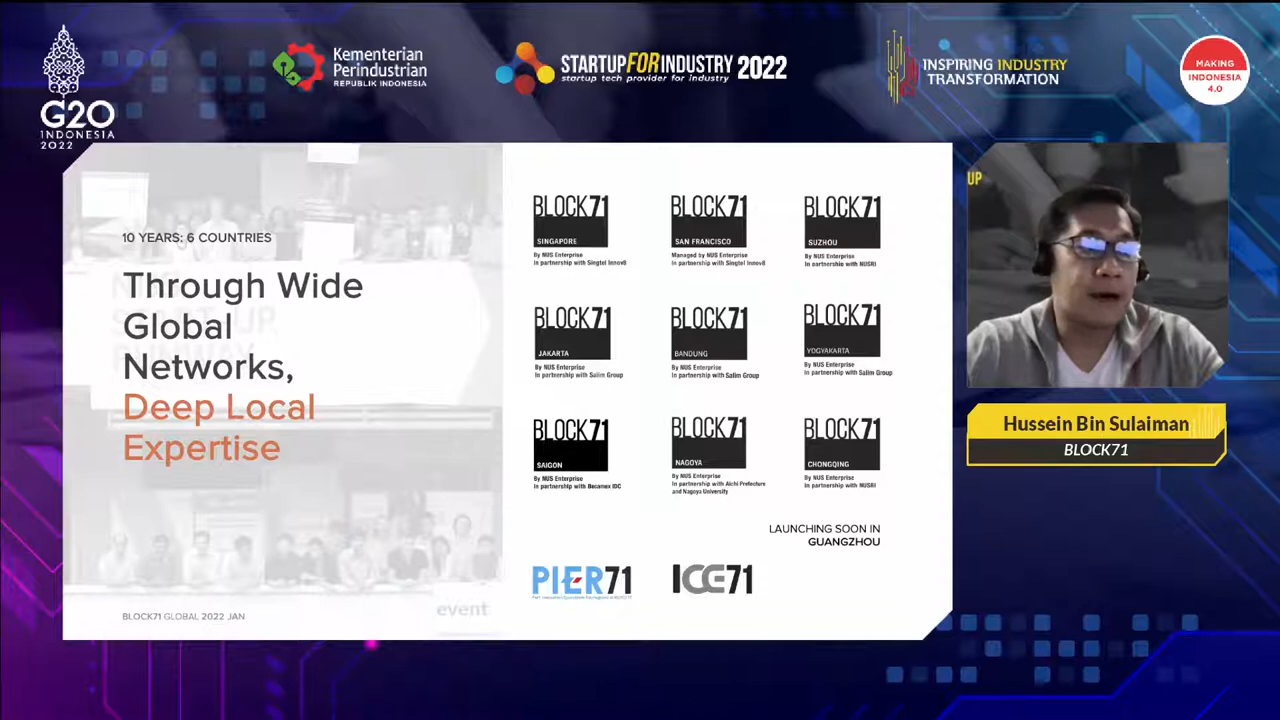 G20
INDONESIA
2022
Kementerian
Perindustrian
REPUBLIK INDONESIA
STARTUPFORINDUSTRY 2022
startup tech provider for industry
INSPIRING INDUSTRY
TRANSFORMATION
MAKING
INDONESIA
4.0
10 YEARS: 6 COUNTRIES
Through Wide
Global
Networks,
Deep Local
Expertise
BLOCK71 GLOBAL 2022 JAN
event
BLOCK71
SINGAPORE
By NUS Enterprise
In partnership with Singtel Innov8
BLOCK71
SAN FRANCISCO
Managed by NUS Enterprise
In partnership with Singtel Innov8
BLOCK71
SUZHOU
By NUS Enterprise
In partnership with NUSRI
BLOCK71
JAKARTA
By NUS Enterprise
In partnership with Salim Group
BLOCK71
BANDUNG
By NUS Enterprise
In partnership with Salim Group
BLOCK71
YOGYAKARTA
By NUS Enterprise
In partnership with Salim Group
BLOCK71
SAIGON
By NUS Enterprise
In partnership with Becamex IDC
BLOCK71
NAGOYA
By NUS Enterprise
In partnership with Aichi Prefecture
and Nagoya University
BLOCK71
CHONGQING
By NUS Enterprise
In partnership with NUSRI
LAUNCHING SOON IN
GUANGZHOU
PIER71
ICE71
UP
Hussein Bin Sulaiman
BLOCK71